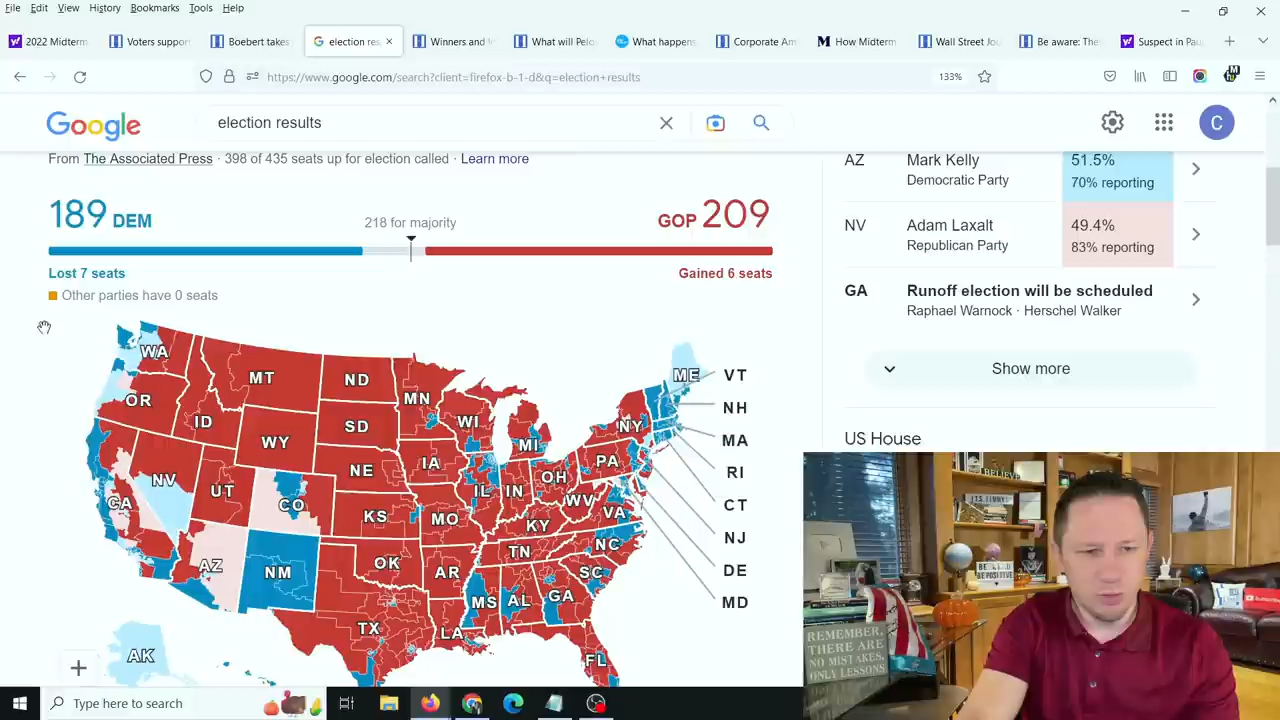 File Edit View History Bookmarks Tools Help
2022 Midterm
Voters suppor
Boebert takes
election res
Winners and
What will Pelo
What happens
Corporate Am
How Midterm
Wall Street Jou
Be aware: The
Suspect in Pau
https://www.google.com/search?client=firefox-b-1-d&q=election+results
133%
Google
election results
C
From The Associated Press · 398 of 435 seats up for election called · Learn more
189 DEM
218 for majority
GOP 209
Lost 7 seats
Gained 6 seats
Other parties have 0 seats
WA
MT
ND
MN
ME
VT
OR
ID
SD
WI
NH
WY
MI
NY
MA
NV
UT
NE
IA
IL
IN
OH
PA
RI
CA
CO
KS
MO
WV
VA
KY
CT
AZ
NM
OK
AR
TN
NC
NJ
SC
DE
MS
AL
GA
MD
TX
LA
AK
FL
AZ
Mark Kelly
Democratic Party
51.5%
70% reporting
NV
Adam Laxalt
Republican Party
49.4%
83% reporting
GA
Runoff election will be scheduled
Raphael Warnock · Herschel Walker
Show more
US House
BELIEVE
BE POSITIVE
REMEMBER,
THERE ARE
NO MISTAKES,
ONLY LESSONS
Type here to search